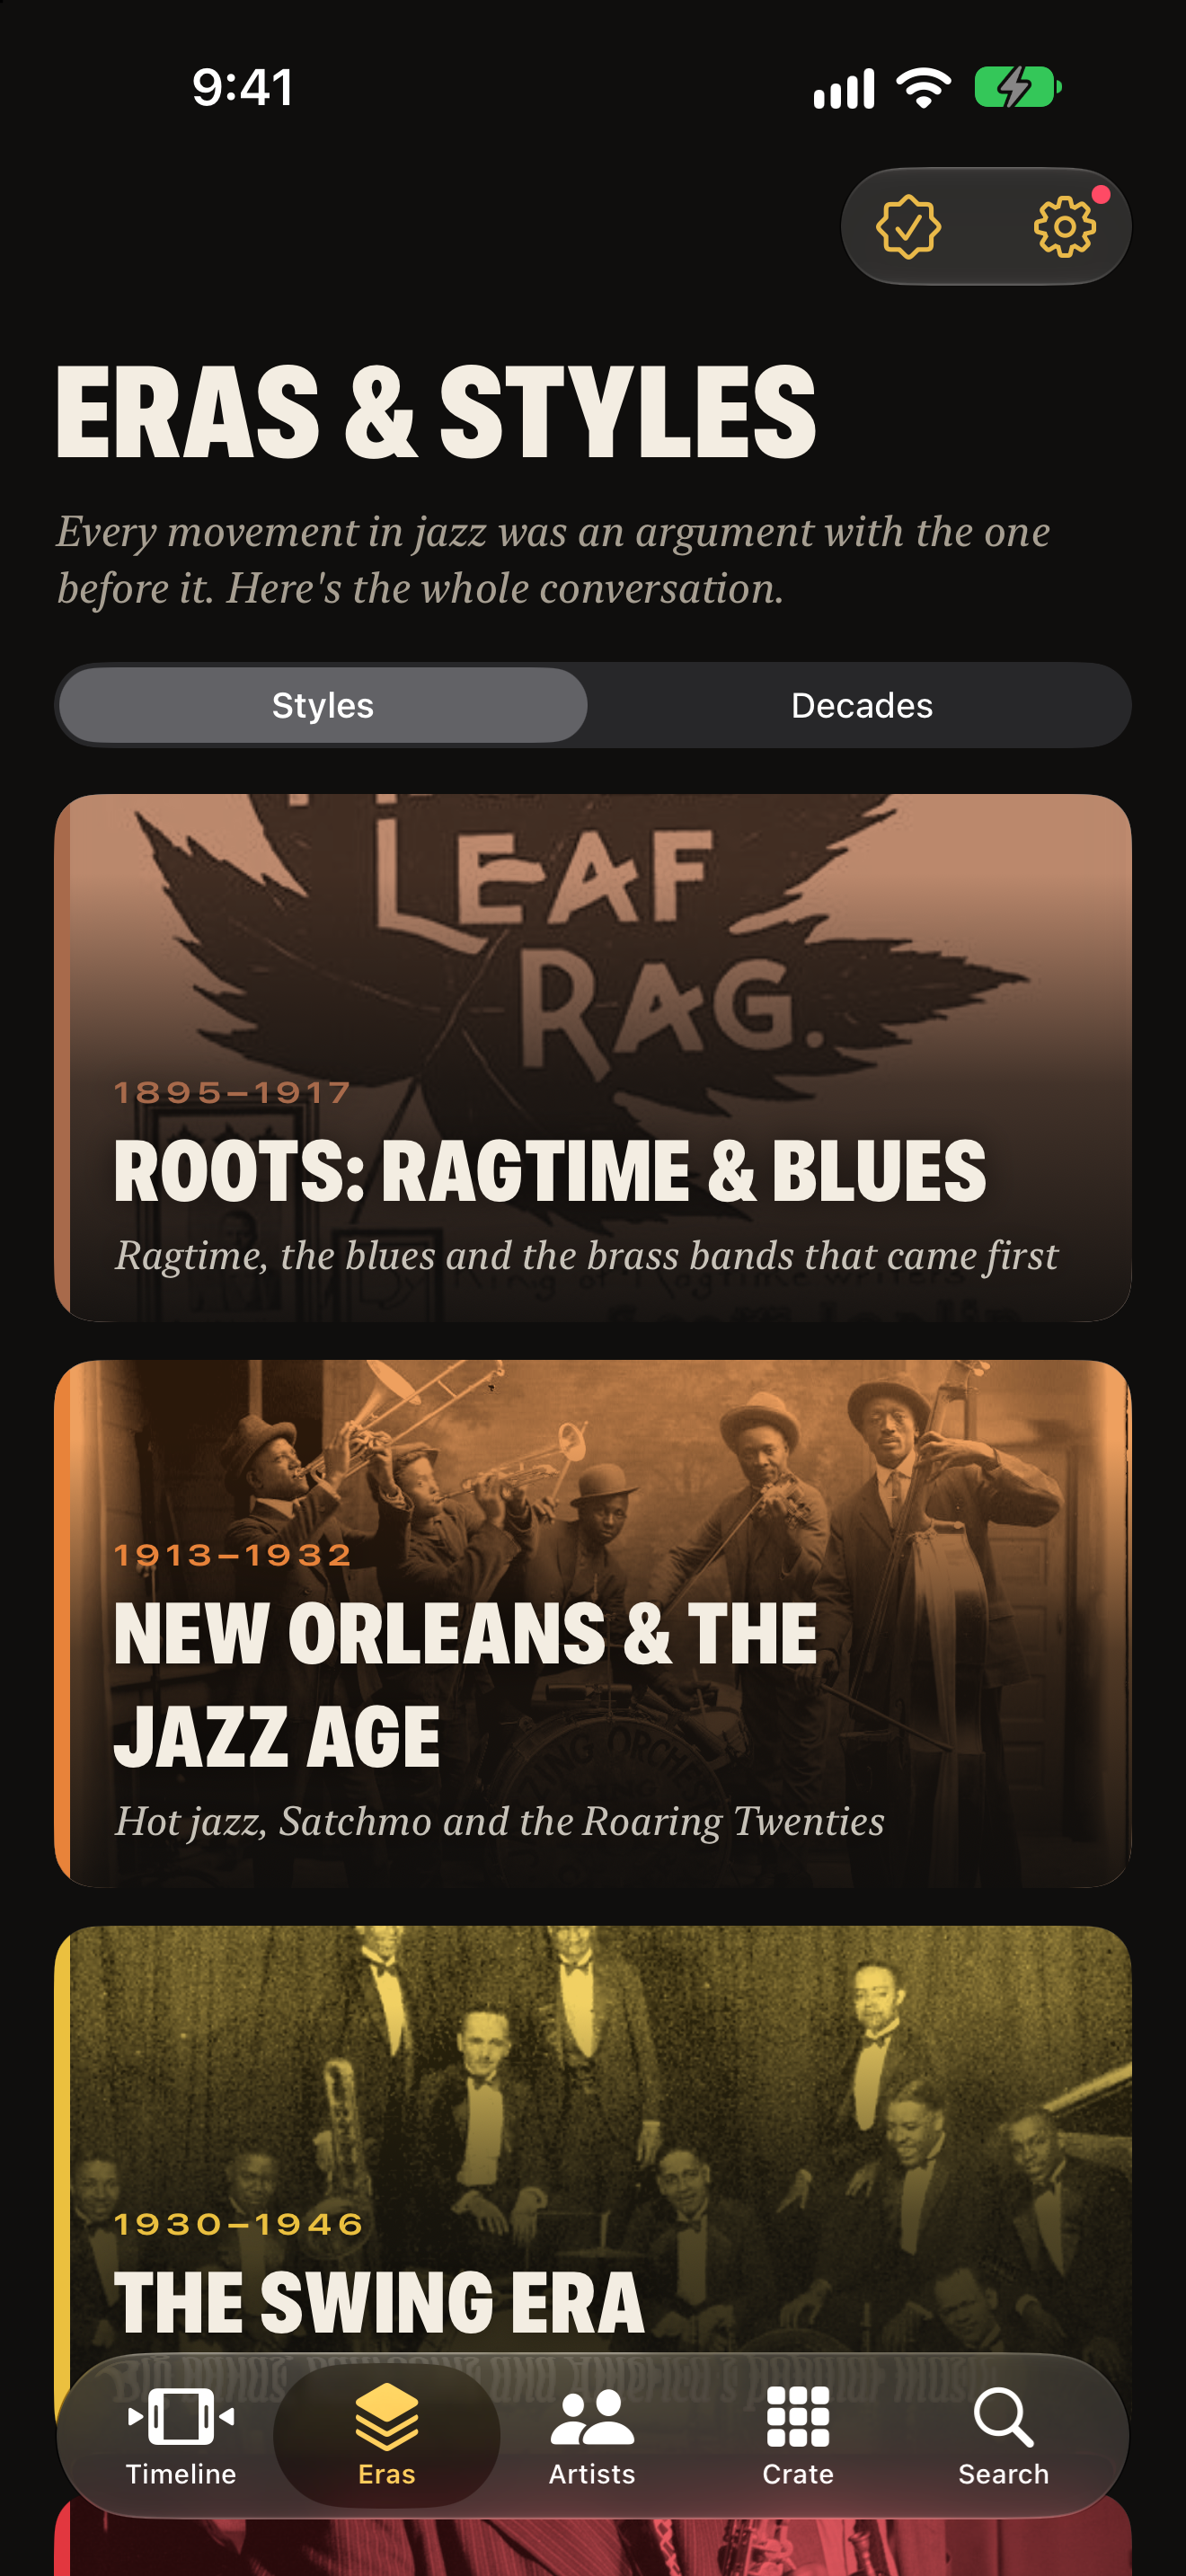 9:41
ERAS & STYLES
Every movement in jazz was an argument with the one
before it. Here's the whole conversation.
Styles
Decades
LEAF
RAG.
1895–1917
ROOTS: RAGTIME & BLUES
Ragtime, the blues and the brass bands that came first
1913–1932
NEW ORLEANS & THE
JAZZ AGE
Hot jazz, Satchmo and the Roaring Twenties
1930–1946
THE SWING ERA
Timeline
Eras
Artists
Crate
Search